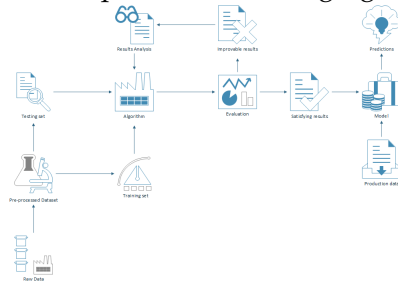 Results Analysis
Improvable results
Predictions
Testing set
Algorithm
Evaluation
Satisfying results
Model
Pre-processed Dataset
Training set
Production data
Raw Data